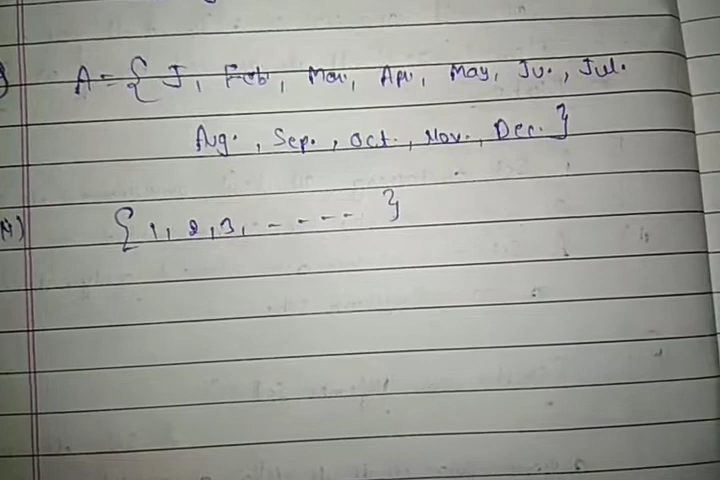 A = { J, Feb, Mar., Apr., May, Ju., Jul.
Aug., Sep., Oct., Nov., Dec. }
{ 1, 2, 3, - - - - - }